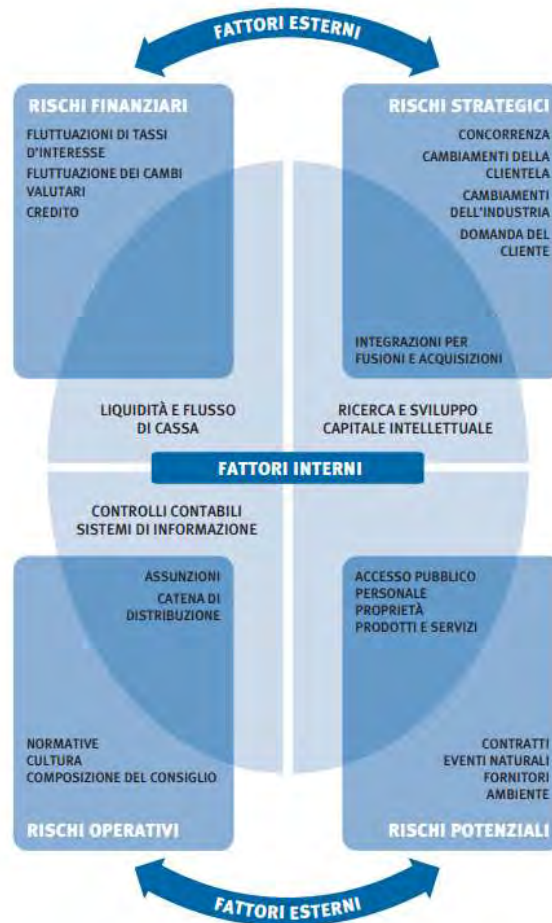 FATTORI ESTERNI
RISCHI FINANZIARI
FLUTTUAZIONI DI TASSI
D'INTERESSE
FLUTTUAZIONE DEI CAMBI
VALUTARI
CREDITO
RISCHI STRATEGICI
CONCORRENZA
CAMBIAMENTI DELLA
CLIENTELA
CAMBIAMENTI
DELL'INDUSTRIA
DOMANDA DEL
CLIENTE
INTEGRAZIONI PER
FUSIONI E ACQUISIZIONI
LIQUIDITÀ E FLUSSO
DI CASSA
RICERCA E SVILUPPO
CAPITALE INTELLETTUALE
FATTORI INTERNI
CONTROLLI CONTABILI
SISTEMI DI INFORMAZIONE
ASSUNZIONI
CATENA DI
DISTRIBUZIONE
NORMATIVE
CULTURA
COMPOSIZIONE DEL CONSIGLIO
RISCHI OPERATIVI
ACCESSO PUBBLICO
PERSONALE
PROPRIETÀ
PRODOTTI E SERVIZI
CONTRATTI
EVENTI NATURALI
FORNITORI
AMBIENTE
RISCHI POTENZIALI
FATTORI ESTERNI